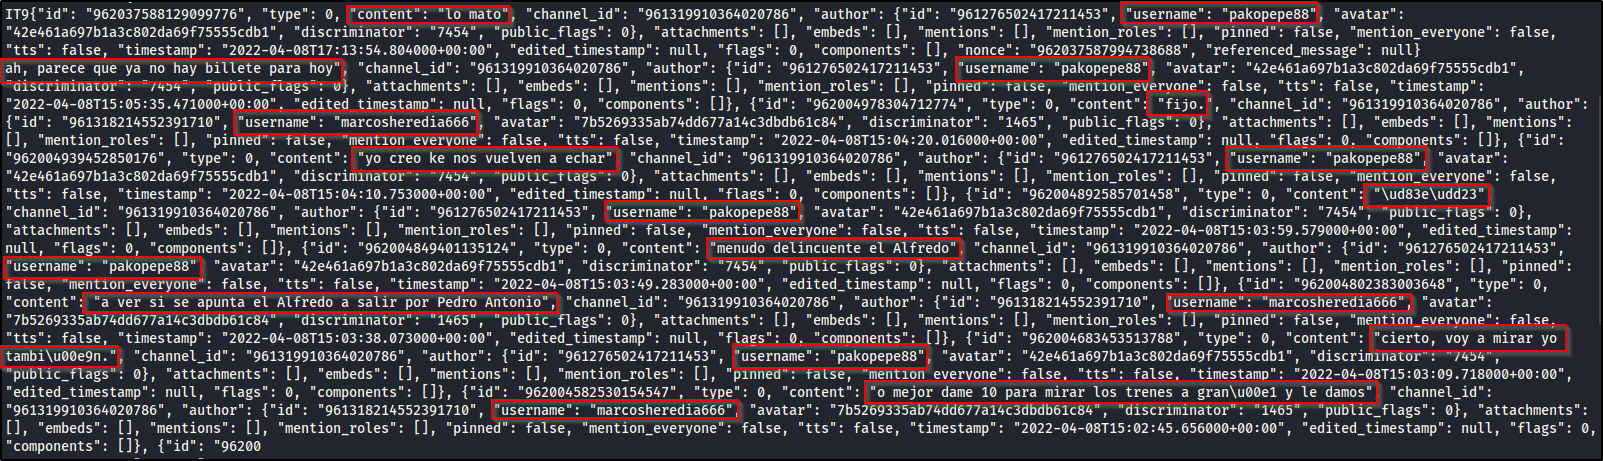 IT9{"id": "962037588129099776", "type": 0, "content": "lo mato", "channel_id": "961319910364020786", "author": {"id": "961276502417211453", "username": "pakopepe88", "avatar":
"42e461a697b1a3c802da69f75555cdb1", "discriminator": "7454", "public_flags": 0}, "attachments": [], "embeds": [], "mentions": [], "mention_roles": [], "pinned": false, "mention_everyone": false,
"tts": false, "timestamp": "2022-04-08T17:13:54.804000+00:00", "edited_timestamp": null, "flags": 0, "components": [], "nonce": "962037587994738688", "referenced_message": null}
ah, parece que ya no hay billete para hoy", "channel_id": "961319910364020786", "author": {"id": "961276502417211453", "username": "pakopepe88", "avatar": "42e461a697b1a3c802da69f75555cdb1",
"discriminator": "7454", "public_flags": 0}, "attachments": [], "embeds": [], "mentions": [], "mention_roles": [], "pinned": false, "mention_everyone": false, "tts": false, "timestamp":
"2022-04-08T15:05:35.471000+00:00", "edited_timestamp": null, "flags": 0, "components": []}, {"id": "962004978304712774", "type": 0, "content": "fijo.", "channel_id": "961319910364020786", "author":
{"id": "961318214552391710", "username": "marcosheredia666", "avatar": "7b5269335ab74dd677a14c3dbdb61c84", "discriminator": "1465", "public_flags": 0}, "attachments": [], "embeds": [], "mentions":
[], "mention_roles": [], "pinned": false, "mention_everyone": false, "tts": false, "timestamp": "2022-04-08T15:04:20.016000+00:00", "edited_timestamp": null, "flags": 0, "components": []}, {"id":
"962004939452850176", "type": 0, "content": "yo creo ke nos vuelven a echar", "channel_id": "961319910364020786", "author": {"id": "961276502417211453", "username": "pakopepe88", "avatar":
"42e461a697b1a3c802da69f75555cdb1", "discriminator": "7454", "public_flags": 0}, "attachments": [], "embeds": [], "mentions": [], "mention_roles": [], "pinned": false, "mention_everyone": false,
"tts": false, "timestamp": "2022-04-08T15:04:10.753000+00:00", "edited_timestamp": null, "flags": 0, "components": []}, {"id": "962004892585701458", "type": 0, "content": "\ud83e\udd23",
"channel_id": "961319910364020786", "author": {"id": "961276502417211453", "username": "pakopepe88", "avatar": "42e461a697b1a3c802da69f75555cdb1", "discriminator": "7454", "public_flags": 0},
"attachments": [], "embeds": [], "mentions": [], "mention_roles": [], "pinned": false, "mention_everyone": false, "tts": false, "timestamp": "2022-04-08T15:03:59.579000+00:00", "edited_timestamp":
null, "flags": 0, "components": []}, {"id": "962004849401135124", "type": 0, "content": "menudo delincuente el Alfredo", "channel_id": "961319910364020786", "author": {"id": "961276502417211453",
"username": "pakopepe88", "avatar": "42e461a697b1a3c802da69f75555cdb1", "discriminator": "7454", "public_flags": 0}, "attachments": [], "embeds": [], "mentions": [], "mention_roles": [], "pinned":
false, "mention_everyone": false, "tts": false, "timestamp": "2022-04-08T15:03:49.283000+00:00", "edited_timestamp": null, "flags": 0, "components": []}, {"id": "962004802383003648", "type": 0,
"content": "a ver si se apunta el Alfredo a salir por Pedro Antonio", "channel_id": "961319910364020786", "author": {"id": "961318214552391710", "username": "marcosheredia666", "avatar":
"7b5269335ab74dd677a14c3dbdb61c84", "discriminator": "1465", "public_flags": 0}, "attachments": [], "embeds": [], "mentions": [], "mention_roles": [], "pinned": false, "mention_everyone": false,
"tts": false, "timestamp": "2022-04-08T15:03:38.073000+00:00", "edited_timestamp": null, "flags": 0, "components": []}, {"id": "962004683453513788", "type": 0, "content": "cierto, voy a mirar yo
tambi\u00e9n.", "channel_id": "961319910364020786", "author": {"id": "961276502417211453", "username": "pakopepe88", "avatar": "42e461a697b1a3c802da69f75555cdb1", "discriminator": "7454",
"public_flags": 0}, "attachments": [], "embeds": [], "mentions": [], "mention_roles": [], "pinned": false, "mention_everyone": false, "tts": false, "timestamp": "2022-04-08T15:03:09.718000+00:00",
"edited_timestamp": null, "flags": 0, "components": []}, {"id": "962004582530154547", "type": 0, "content": "o mejor dame 10 para mirar los trenes a gran\u00e1 y le damos", "channel_id":
"961319910364020786", "author": {"id": "961318214552391710", "username": "marcosheredia666", "avatar": "7b5269335ab74dd677a14c3dbdb61c84", "discriminator": "1465", "public_flags": 0}, "attachments":
[], "embeds": [], "mentions": [], "mention_roles": [], "pinned": false, "mention_everyone": false, "tts": false, "timestamp": "2022-04-08T15:02:45.656000+00:00", "edited_timestamp": null, "flags": 0,
"components": []}, {"id": "96200